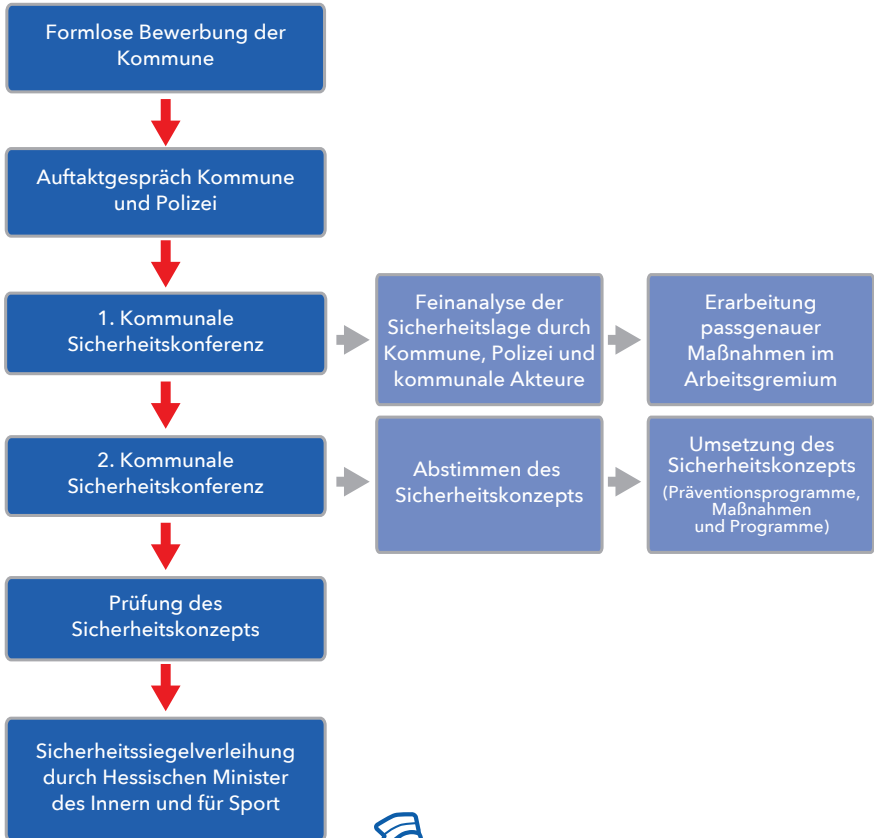 Formlose Bewerbung der
Kommune
Auftaktgespräch Kommune
und Polizei
1. Kommunale
Sicherheitskonferenz
Feinanalyse der
Sicherheitslage durch
Kommune, Polizei und
kommunale Akteure
Erarbeitung
passgenauer
Maßnahmen im
Arbeitsgremium
2. Kommunale
Sicherheitskonferenz
Abstimmen des
Sicherheitskonzepts
Umsetzung des
Sicherheitskonzepts
(Präventionsprogramme,
Maßnahmen
und Programme)
Prüfung des
Sicherheitskonzepts
Sicherheitssiegelverleihung
durch Hessischen Minister
des Innern und für Sport